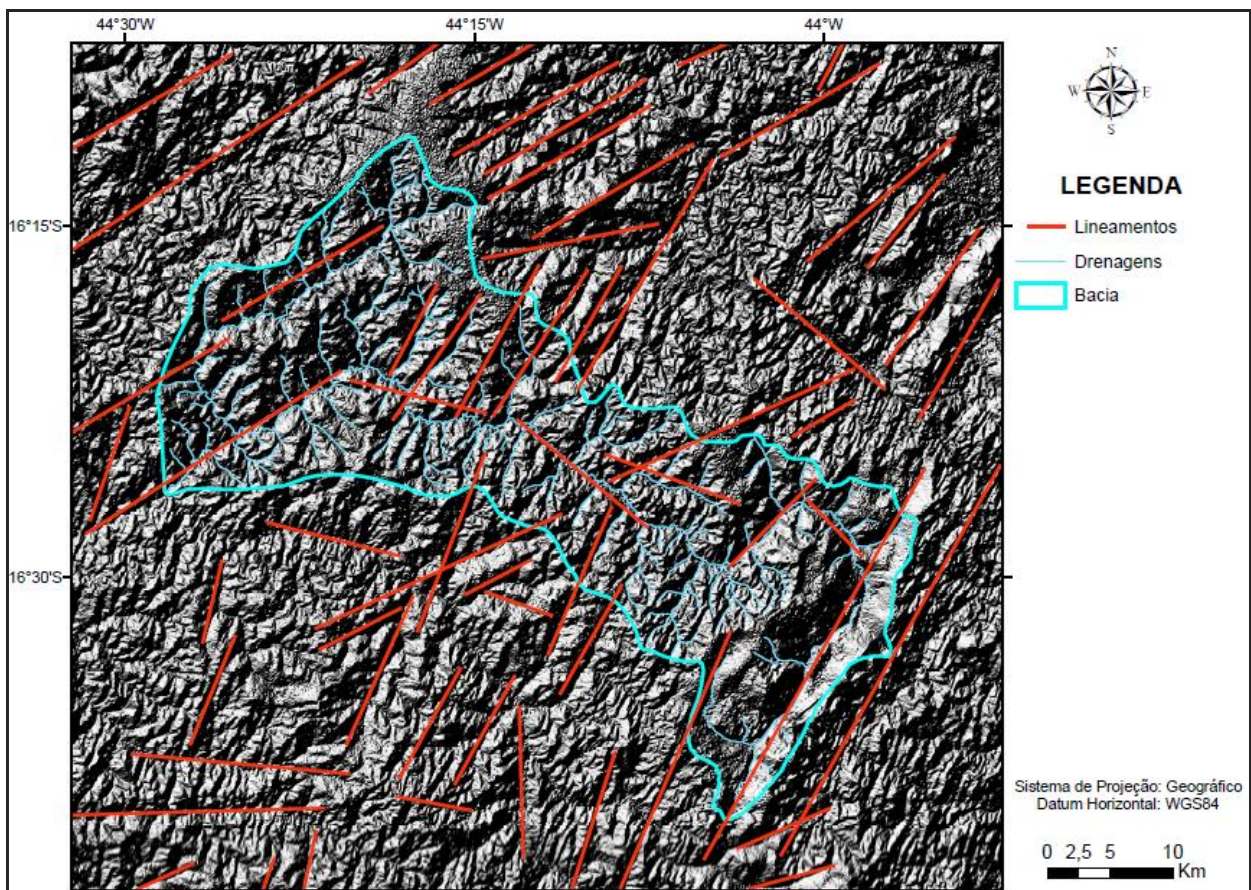 44°30'W 44°15'W 44°W
16°15'S
16°30'S
N
W E
S
LEGENDA
Lineamentos
Drenagens
Bacia
Sistema de Projeção: Geográfico
Datum Horizontal: WGS84
0 2,5 5 10
Km